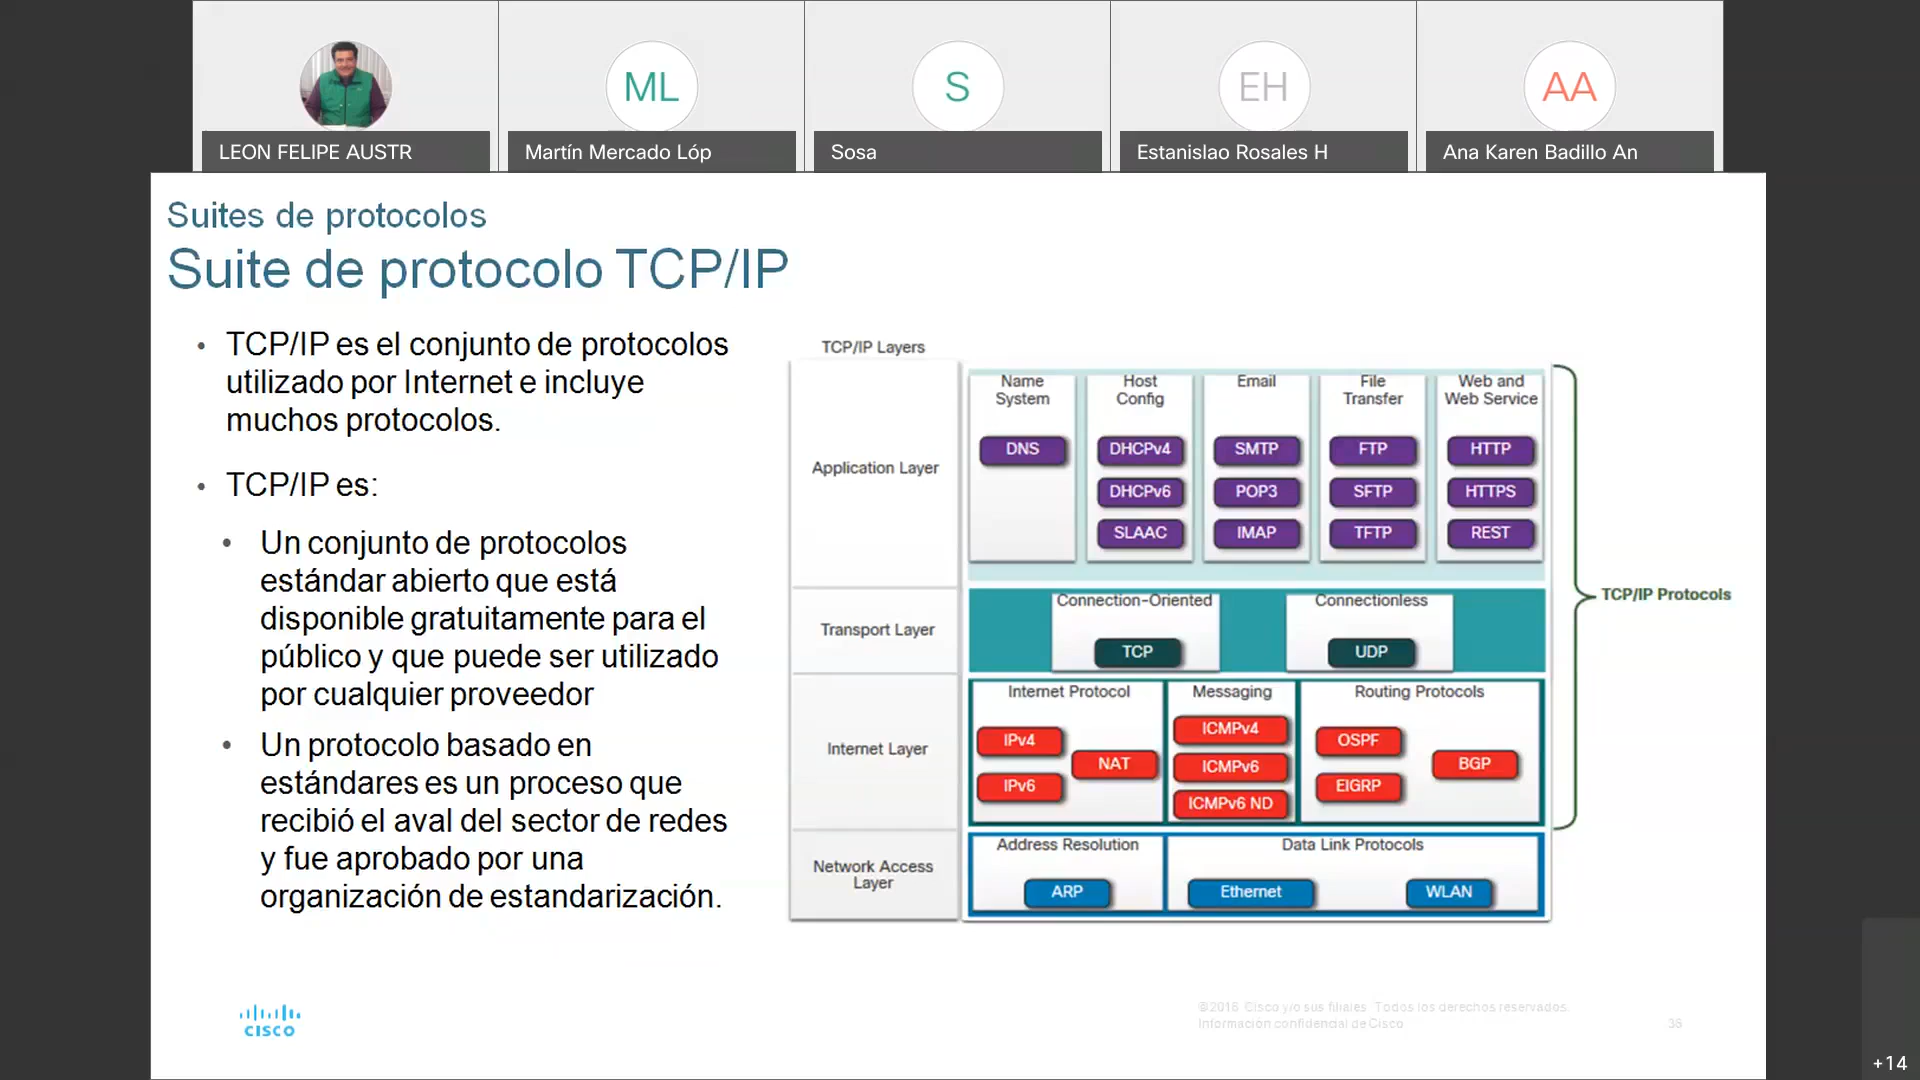 ML
S
EH
AA
LEON FELIPE AUSTR
Martín Mercado Lóp
Sosa
Estanislao Rosales H
Ana Karen Badillo An
Suites de protocolos
Suite de protocolo TCP/IP
• TCP/IP es el conjunto de protocolos
utilizado por Internet e incluye
muchos protocolos.
• TCP/IP es:
• Un conjunto de protocolos
estándar abierto que está
disponible gratuitamente para el
público y que puede ser utilizado
por cualquier proveedor
• Un protocolo basado en
estándares es un proceso que
recibió el aval del sector de redes
y fue aprobado por una
organización de estandarización.
TCP/IP Layers
Application Layer
Name
System
DNS
Host
Config
DHCPv4
DHCPv6
SLAAC
Email
SMTP
POP3
IMAP
File
Transfer
FTP
SFTP
TFTP
Web and
Web Service
HTTP
HTTPS
REST
Transport Layer
Connection-Oriented
TCP
Connectionless
UDP
Internet Layer
Internet Protocol
IPv4
IPv6
NAT
Messaging
ICMPv4
ICMPv6
ICMPv6 ND
Routing Protocols
OSPF
EIGRP
BGP
Network Access
Layer
Address Resolution
ARP
Data Link Protocols
Ethernet
WLAN
TCP/IP Protocols
CISCO
©2016 Cisco y/o sus filiales. Todos los derechos reservados.
Información confidencial de Cisco
36
+14